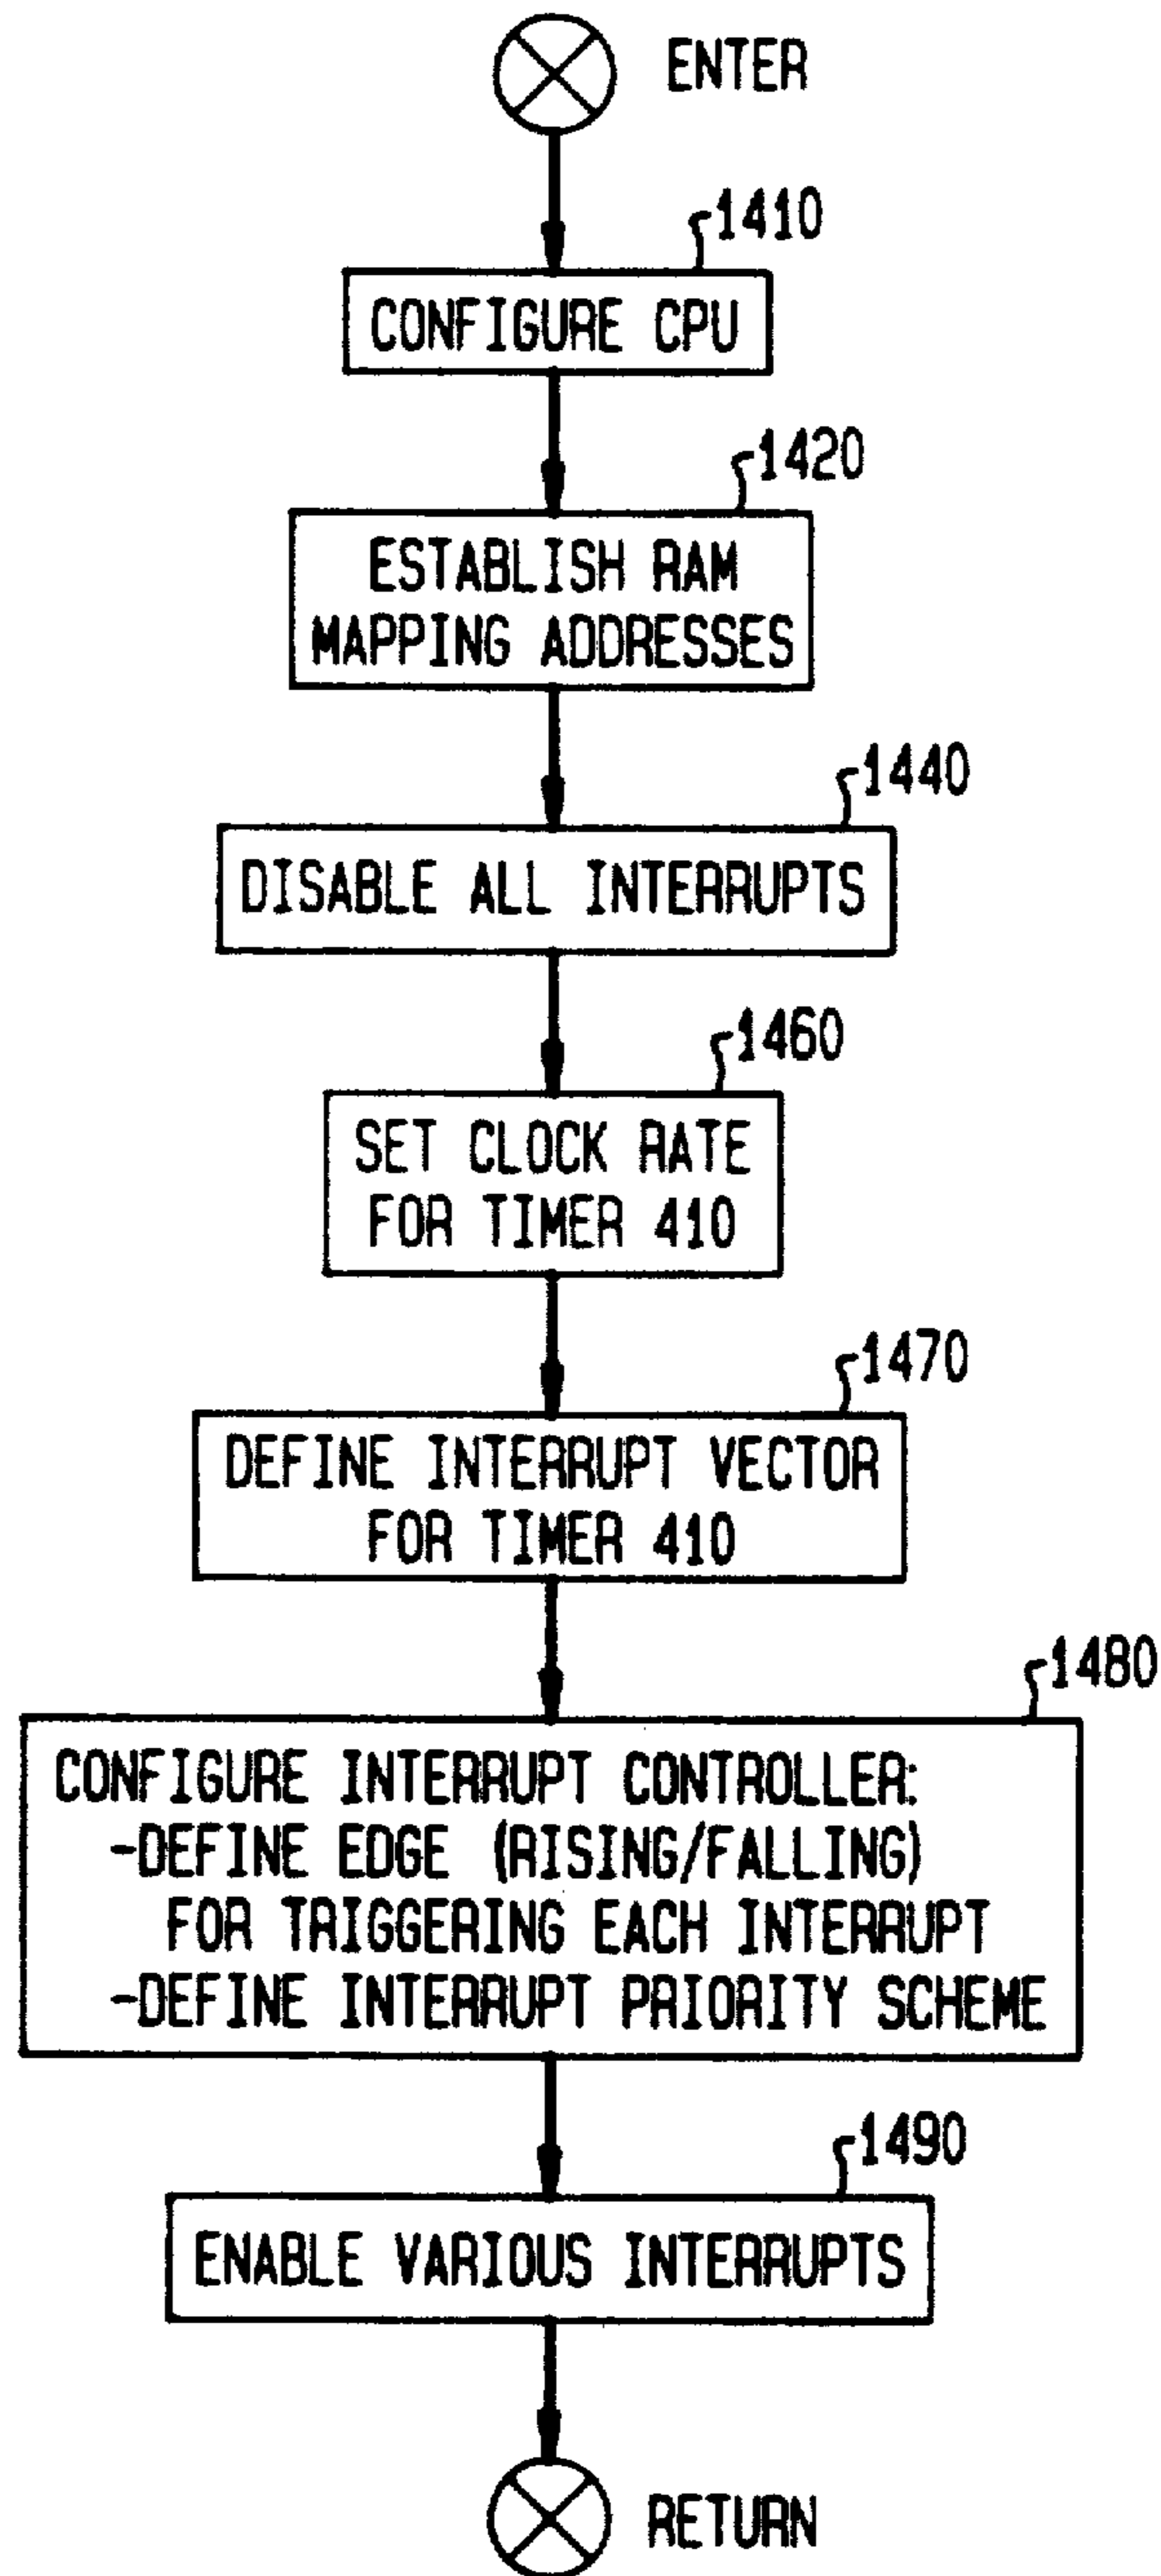 ENTER
1410
CONFIGURE CPU
1420
ESTABLISH RAM
MAPPING ADDRESSES
1440
DISABLE ALL INTERRUPTS
1460
SET CLOCK RATE
FOR TIMER 410
1470
DEFINE INTERRUPT VECTOR
FOR TIMER 410
1480
CONFIGURE INTERRUPT CONTROLLER:
-DEFINE EDGE (RISING/FALLING)
FOR TRIGGERING EACH INTERRUPT
-DEFINE INTERRUPT PRIORITY SCHEME
1490
ENABLE VARIOUS INTERRUPTS
RETURN